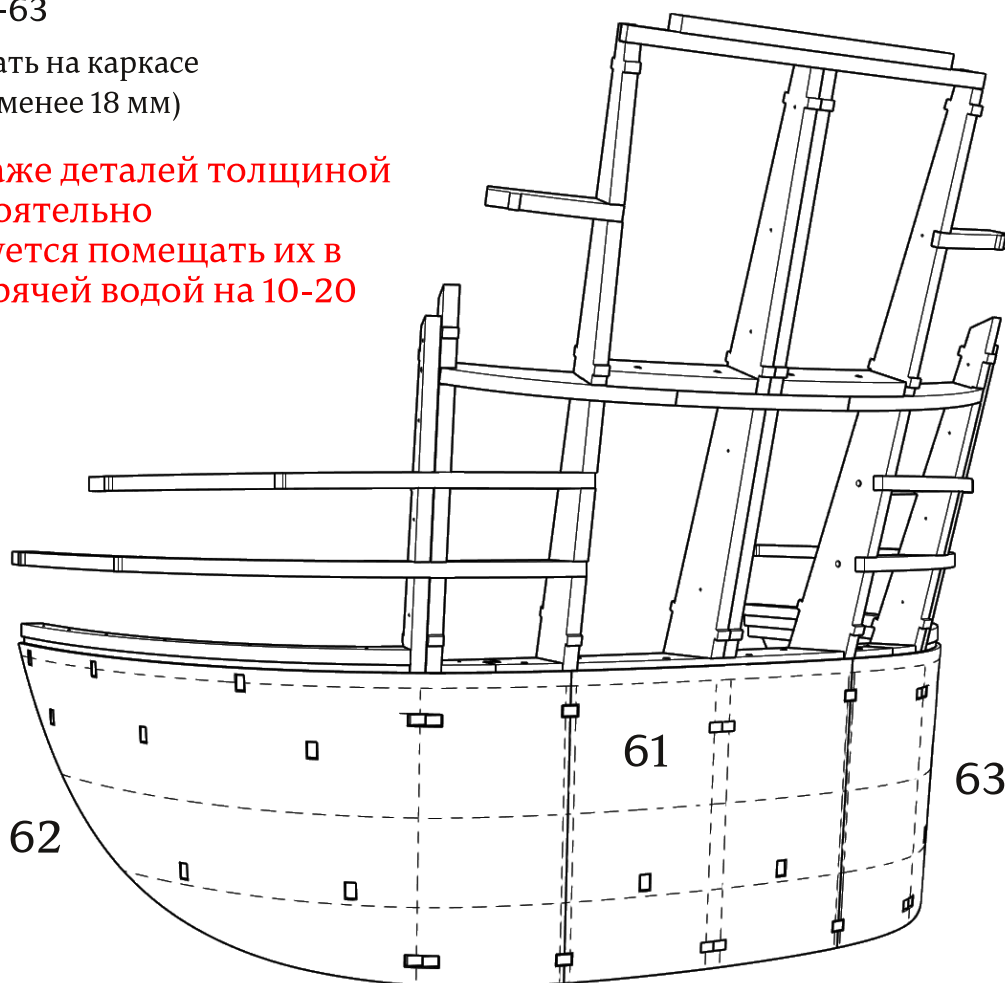 -63
ать на каркасе
менее 18 мм)
аже деталей толщиной
оятельно
уется помещать их в
рячей водой на 10-20
61
63
62